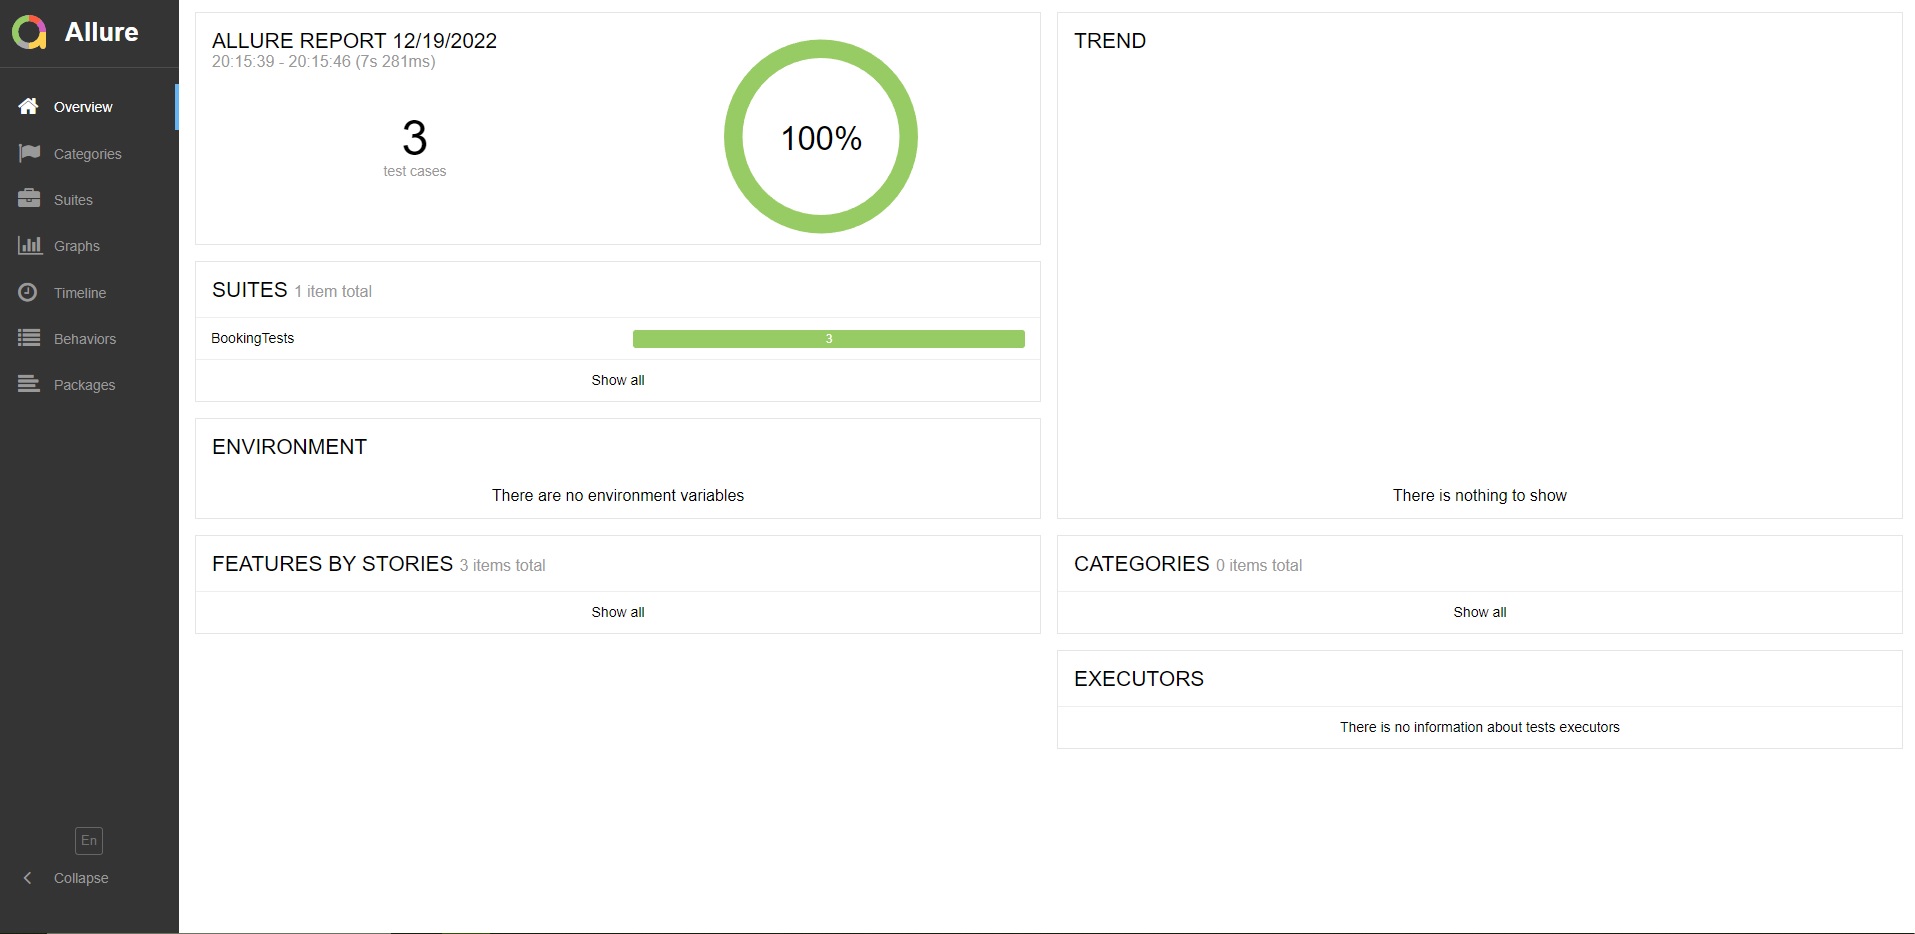 Allure
Overview
Categories
Suites
Graphs
Timeline
Behaviors
Packages
En
Collapse
ALLURE REPORT 12/19/2022
20:15:39 - 20:15:46 (7s 281ms)
3
test cases
100%
SUITES 1 item total
BookingTests 3
Show all
ENVIRONMENT
There are no environment variables
FEATURES BY STORIES 3 items total
Show all
TREND
There is nothing to show
CATEGORIES 0 items total
Show all
EXECUTORS
There is no information about tests executors